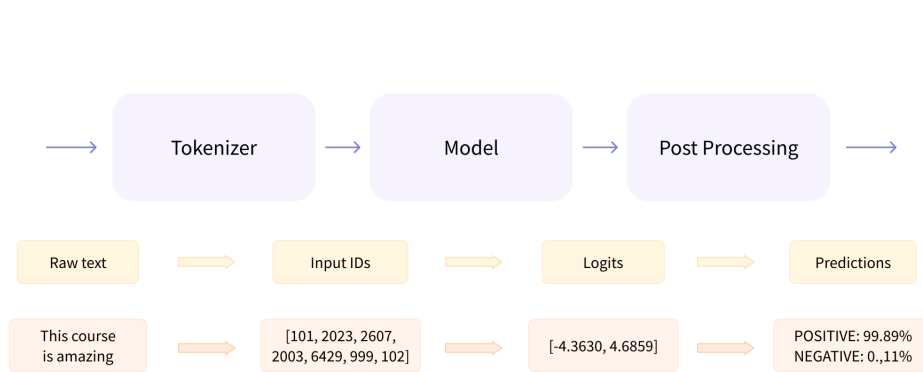 Tokenizer
Model
Post Processing
Raw text
Input IDs
Logits
Predictions
This course
is amazing
[101, 2023, 2607,
2003, 6429, 999, 102]
[-4.3630, 4.6859]
POSITIVE: 99.89%
NEGATIVE: 0.,11%